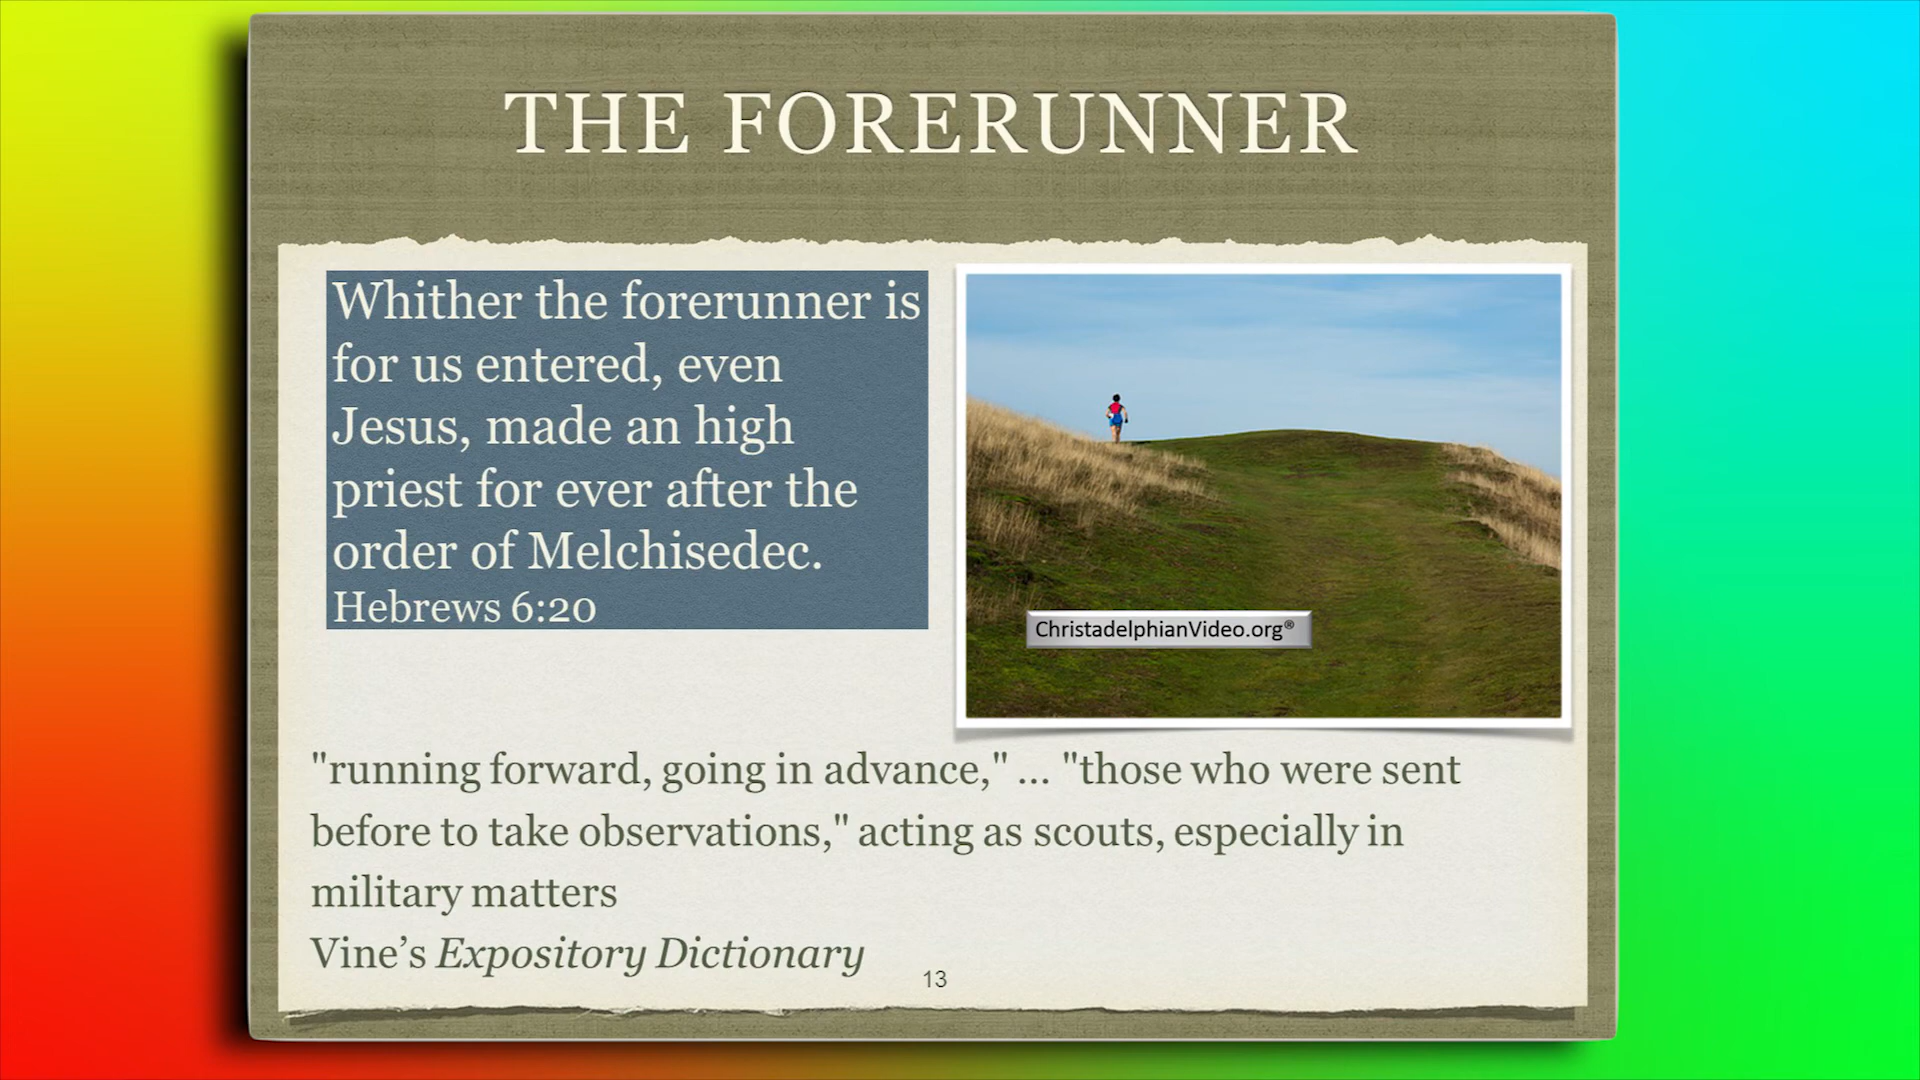 THE FORERUNNER
Whither the forerunner is
for us entered, even
Jesus, made an high
priest for ever after the
order of Melchisedec.
Hebrews 6:20
ChristadelphianVideo.org®
"running forward, going in advance," ... "those who were sent
before to take observations," acting as scouts, especially in
military matters
Vine’s Expository Dictionary
13